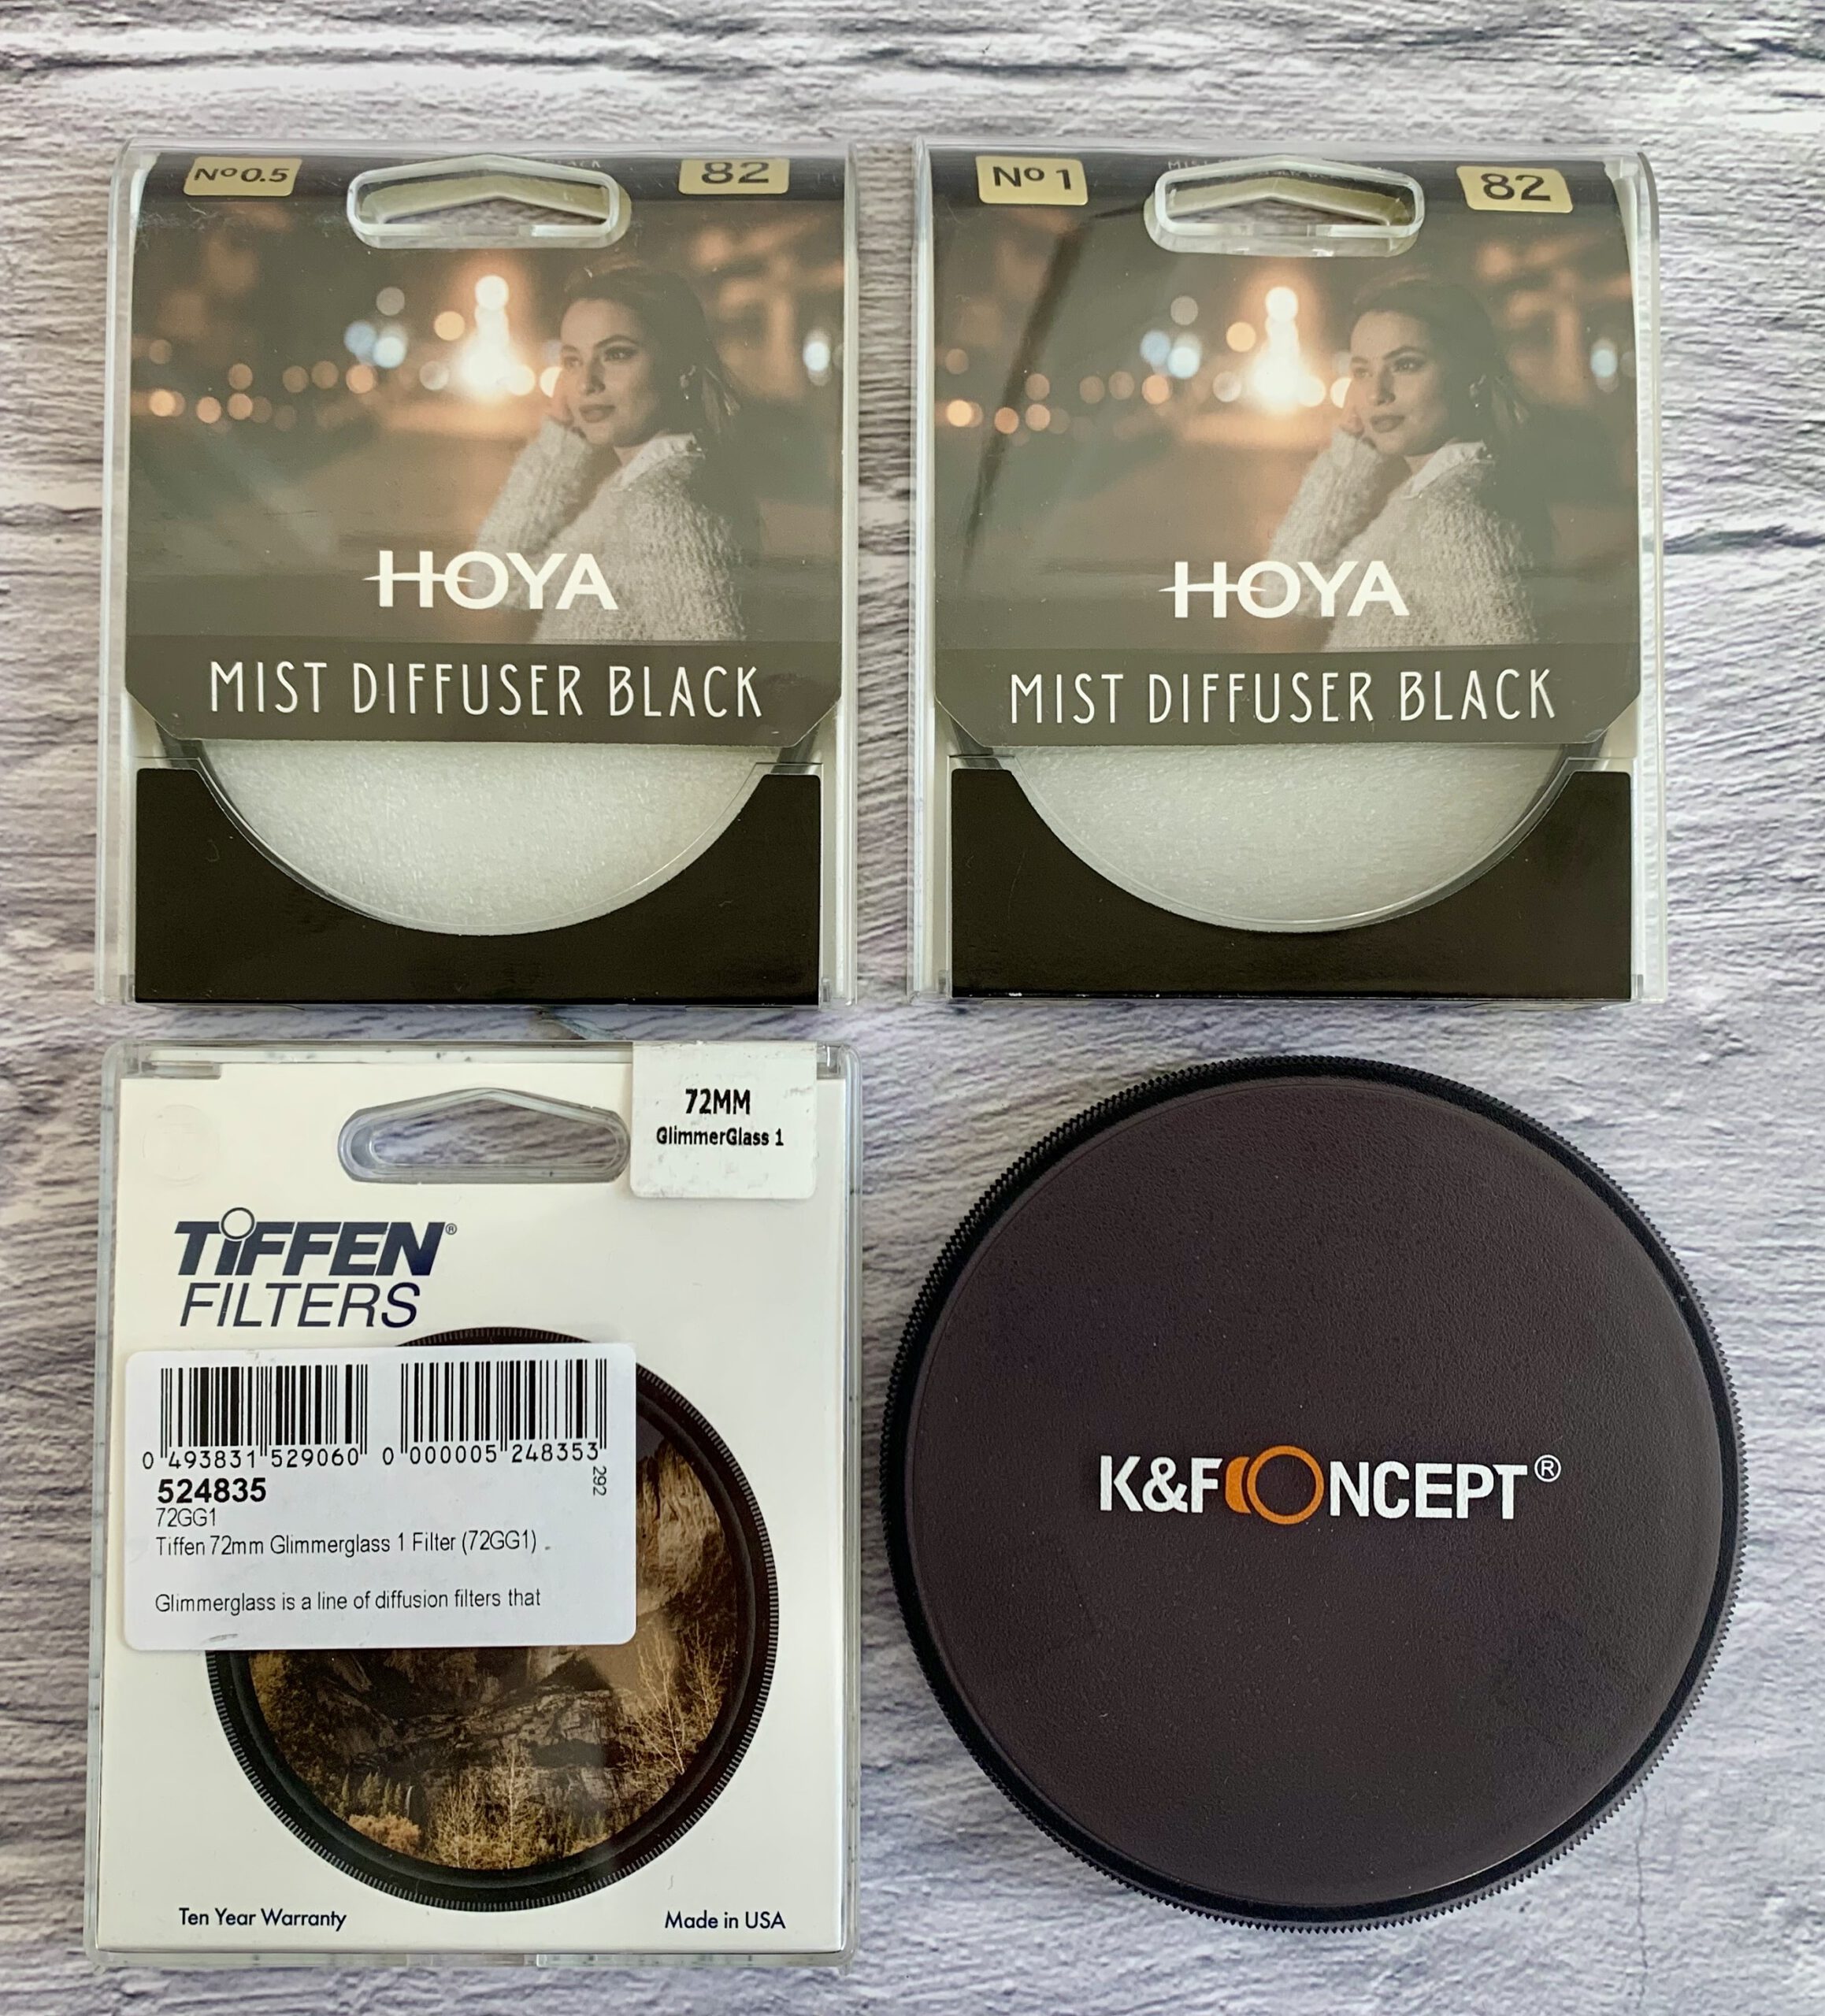 Nº0.5
82
HOYA
MIST DIFFUSER BLACK
Nº1
82
HOYA
MIST DIFFUSER BLACK
72MM
GlimmerGlass 1
TIFFEN®
FILTERS
0 493831 529060 0 000005 248353
292
524835
72GG1
Tiffen 72mm Glimmerglass 1 Filter (72GG1)
Glimmerglass is a line of diffusion filters that
Ten Year Warranty
Made in USA
K&F CONCEPT®